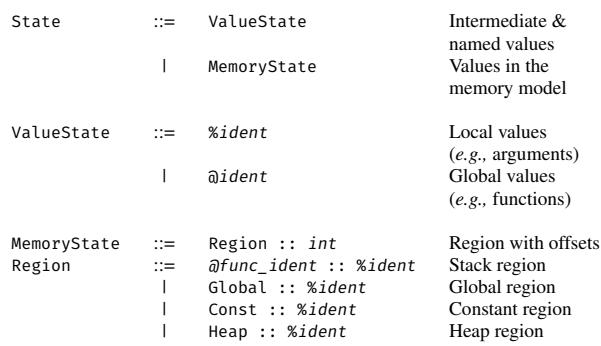 State ::= ValueState Intermediate &
named values
| MemoryState Values in the
memory model
ValueState ::= %ident Local values
(e.g., arguments)
| @ident Global values
(e.g., functions)
MemoryState ::= Region :: int Region with offsets
Region ::= @func_ident :: %ident Stack region
| Global :: %ident Global region
| Const :: %ident Constant region
| Heap :: %ident Heap region